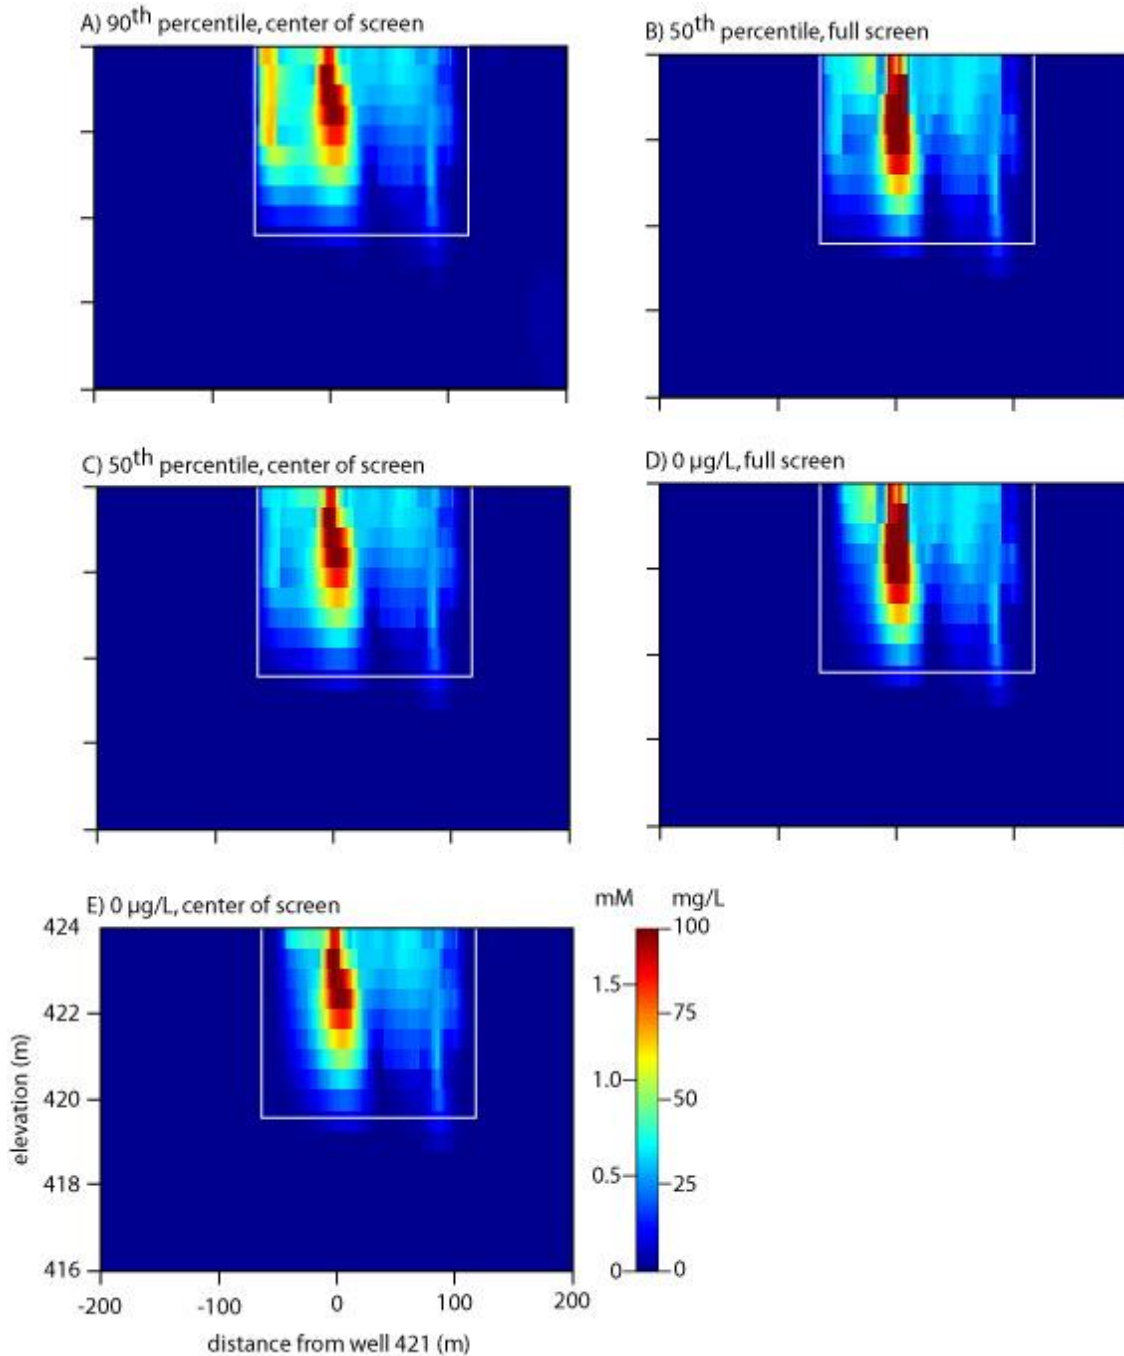 A) 90th percentile, center of screen
B) 50th percentile, full screen
C) 50th percentile, center of screen
D) 0 µg/L, full screen
E) 0 µg/L, center of screen
mM mg/L
424
422
420
418
416
elevation (m)
-200 -100 0 100 200
distance from well 421 (m)
1.5
1.0
0.5
0
100
75
50
25
0